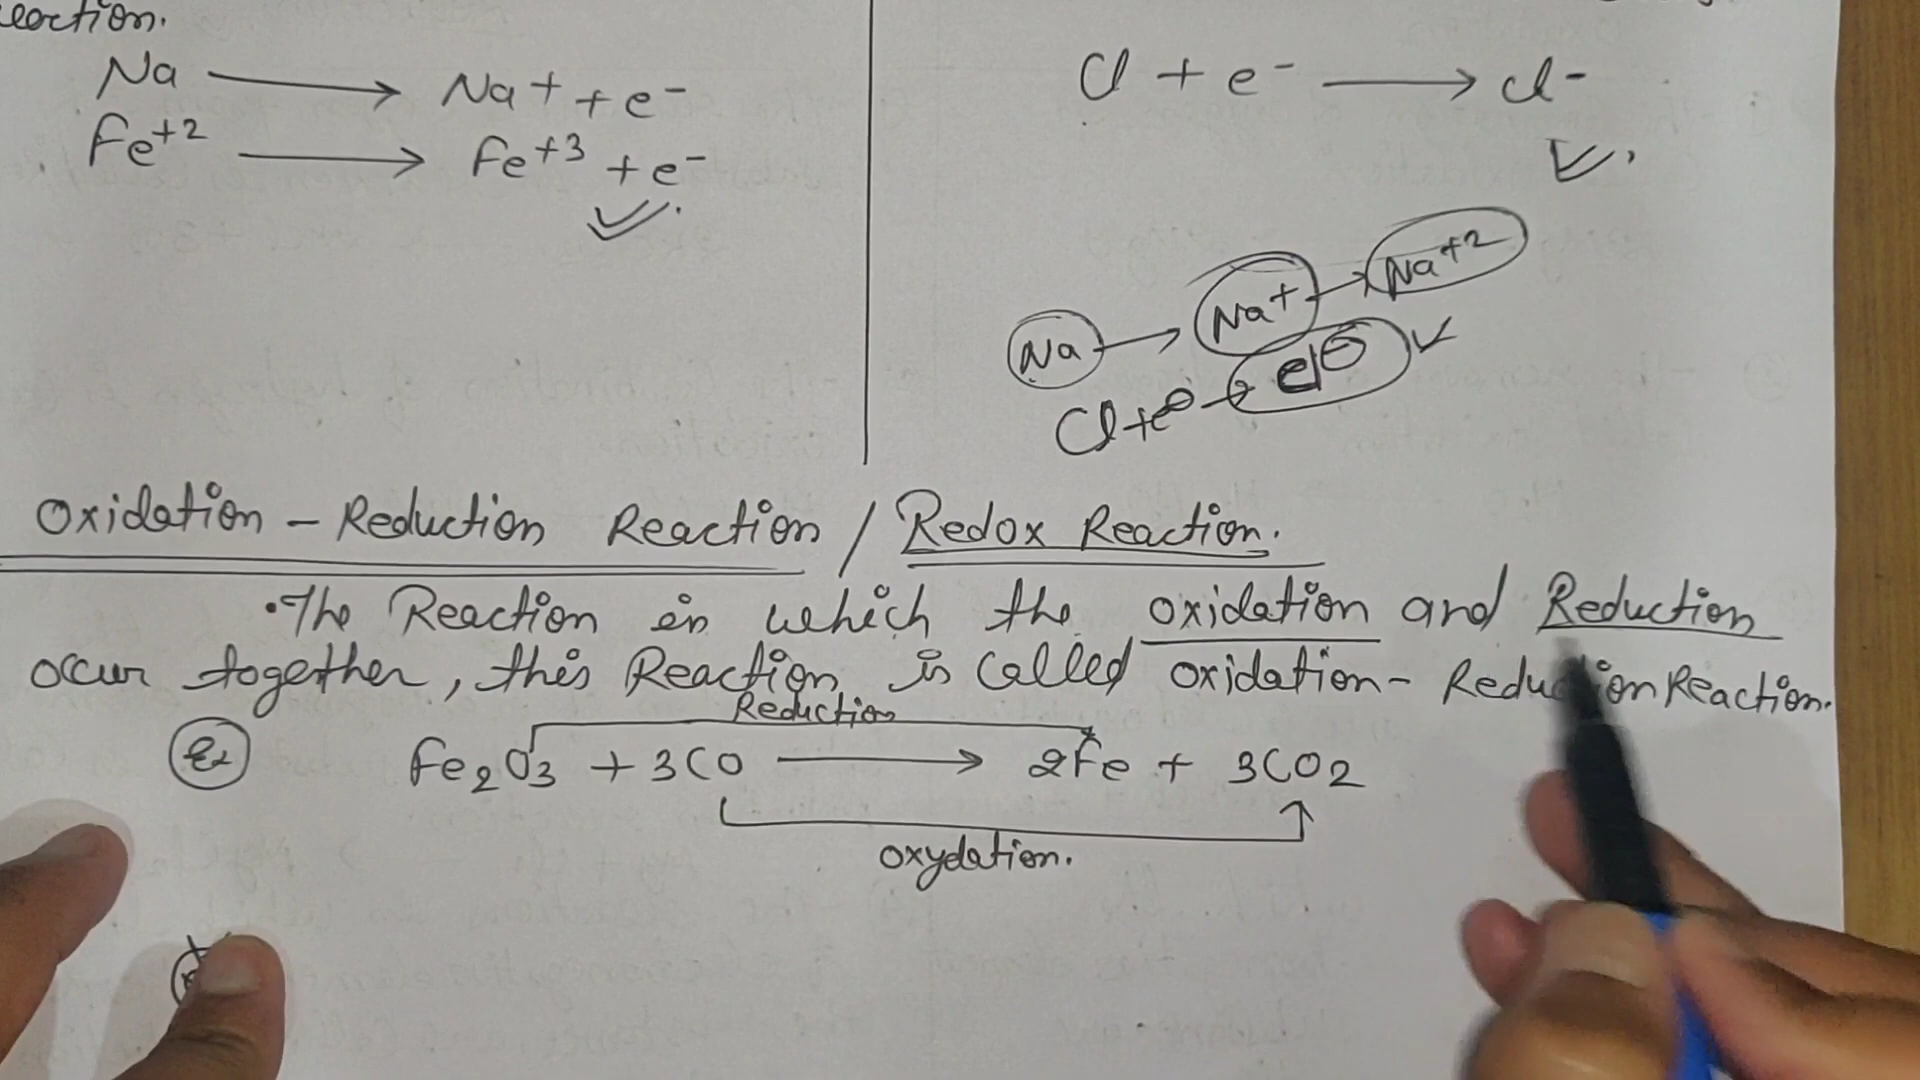 Na ⟶ Na+ + e-
Fe+2 ⟶ Fe+3 + e-
Cl + e- ⟶ Cl-
Na → Na+ → Na+2
Cl + e⊖ → Cl⊖
Oxidation - Reduction Reaction / Redox Reaction.
•The Reaction in which the oxidation and Reduction
occur together, this Reaction is called oxidation - Reduction Reaction.
Reduction
Ex Fe2O3 + 3CO ⟶ 2Fe + 3CO2
oxydation.